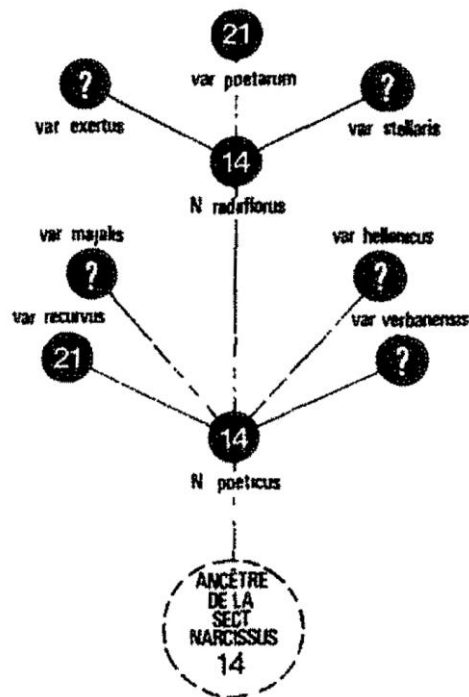 21
var poetarum
?
?
var exertus
var stellaris
14
N radiiflorus
var majalis
var hellenicus
?
?
var recurvus
var verbanensis
21
?
14
N poeticus
ANCÊTRE
DE LA
SECT
NARCISSUS
14